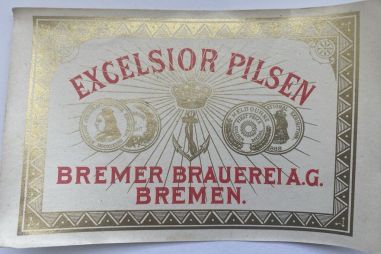 EXCELSIOR PILSEN
BREMER BRAUEREI A.G.
BREMEN.